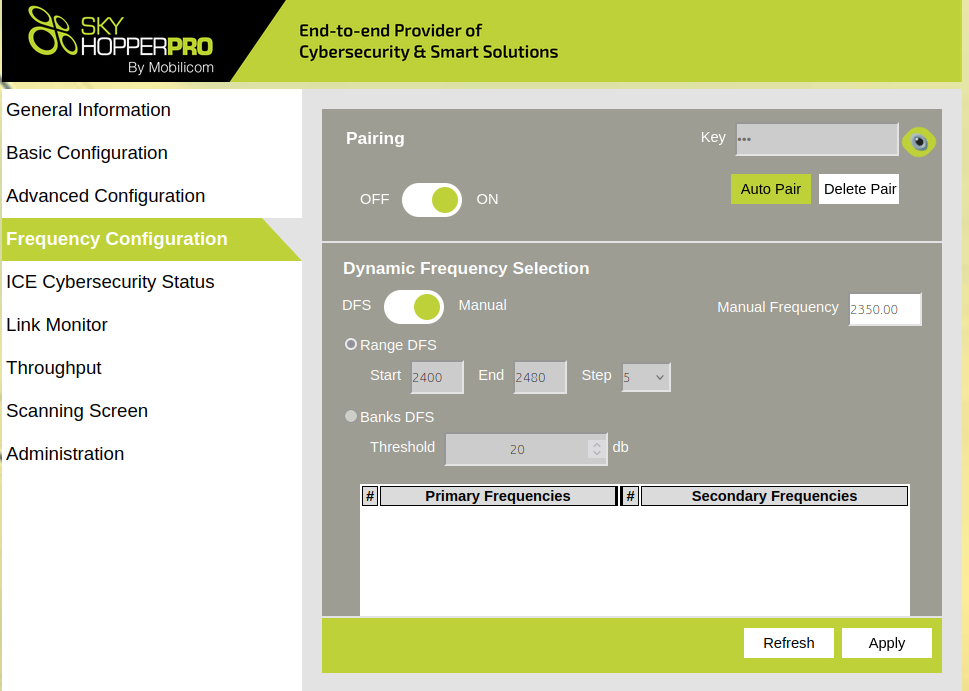 SKY
HOPPERPRO
By Mobilicom
End-to-end Provider of
Cybersecurity & Smart Solutions
General Information
Basic Configuration
Advanced Configuration
Frequency Configuration
ICE Cybersecurity Status
Link Monitor
Throughput
Scanning Screen
Administration
Pairing
Key •••
OFF ON
Auto Pair Delete Pair
Dynamic Frequency Selection
DFS Manual
Manual Frequency 2350.00
Range DFS
Start 2400 End 2480 Step 5
Banks DFS
Threshold 20 db
# Primary Frequencies # Secondary Frequencies
Refresh Apply